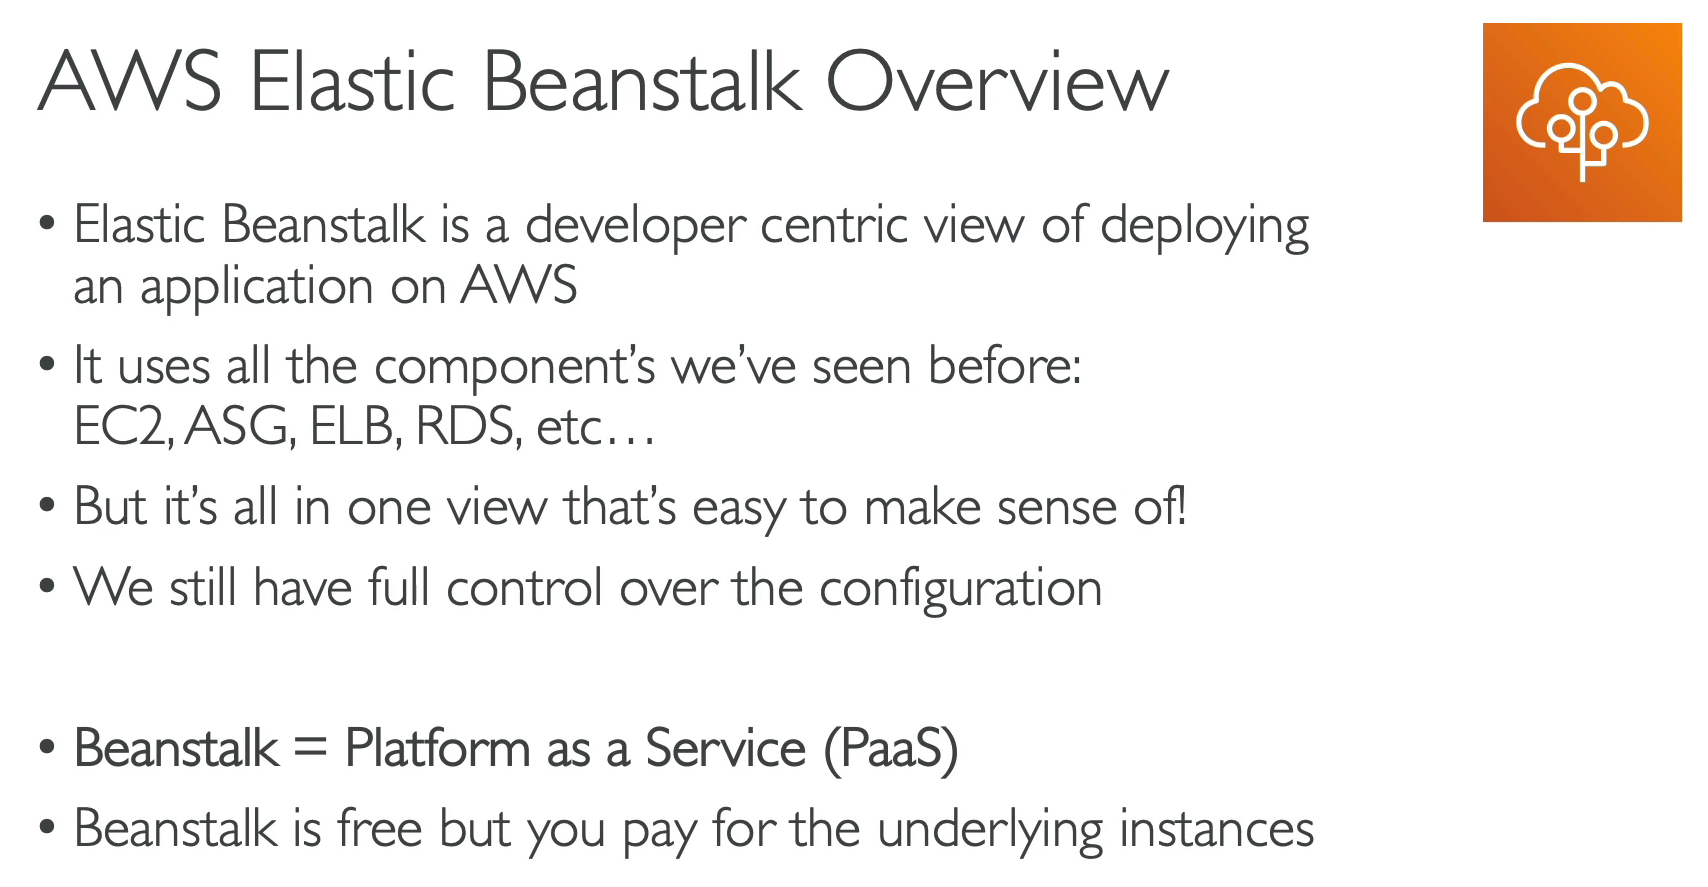 AWS Elastic Beanstalk Overview
• Elastic Beanstalk is a developer centric view of deploying
an application on AWS
• It uses all the component’s we’ve seen before:
EC2, ASG, ELB, RDS, etc…
• But it’s all in one view that’s easy to make sense of!
• We still have full control over the configuration
• Beanstalk = Platform as a Service (PaaS)
• Beanstalk is free but you pay for the underlying instances